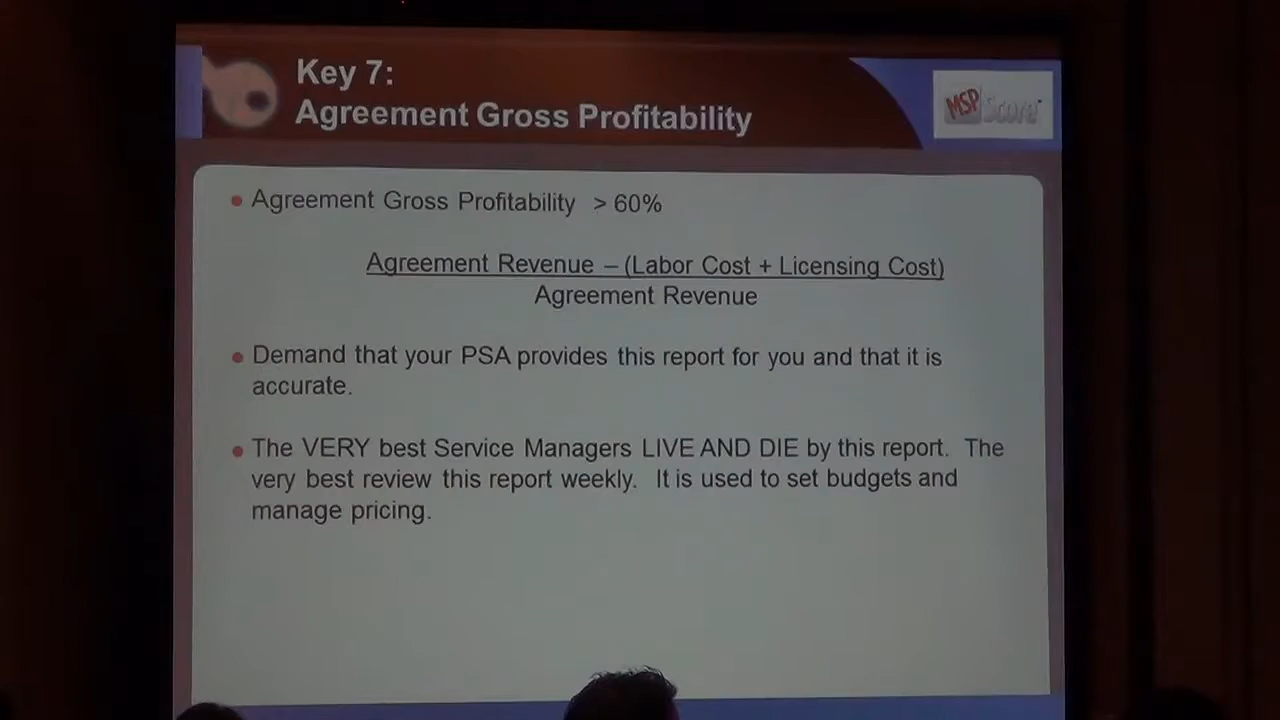 Key 7:
Agreement Gross Profitability
MSP Score
Agreement Gross Profitability > 60%
Agreement Revenue – (Labor Cost + Licensing Cost)
Agreement Revenue
Demand that your PSA provides this report for you and that it is
accurate.
The VERY best Service Managers LIVE AND DIE by this report. The
very best review this report weekly. It is used to set budgets and
manage pricing.